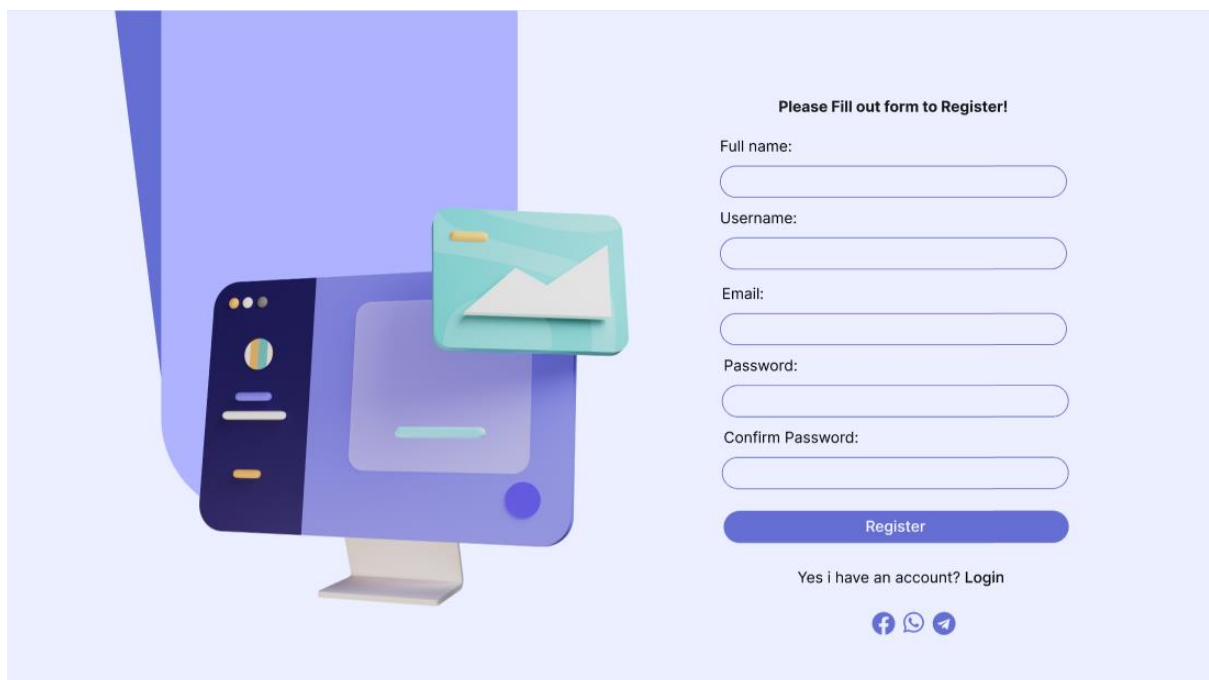 Please Fill out form to Register!
Full name:
Username:
Email:
Password:
Confirm Password:
Register
Yes i have an account? Login